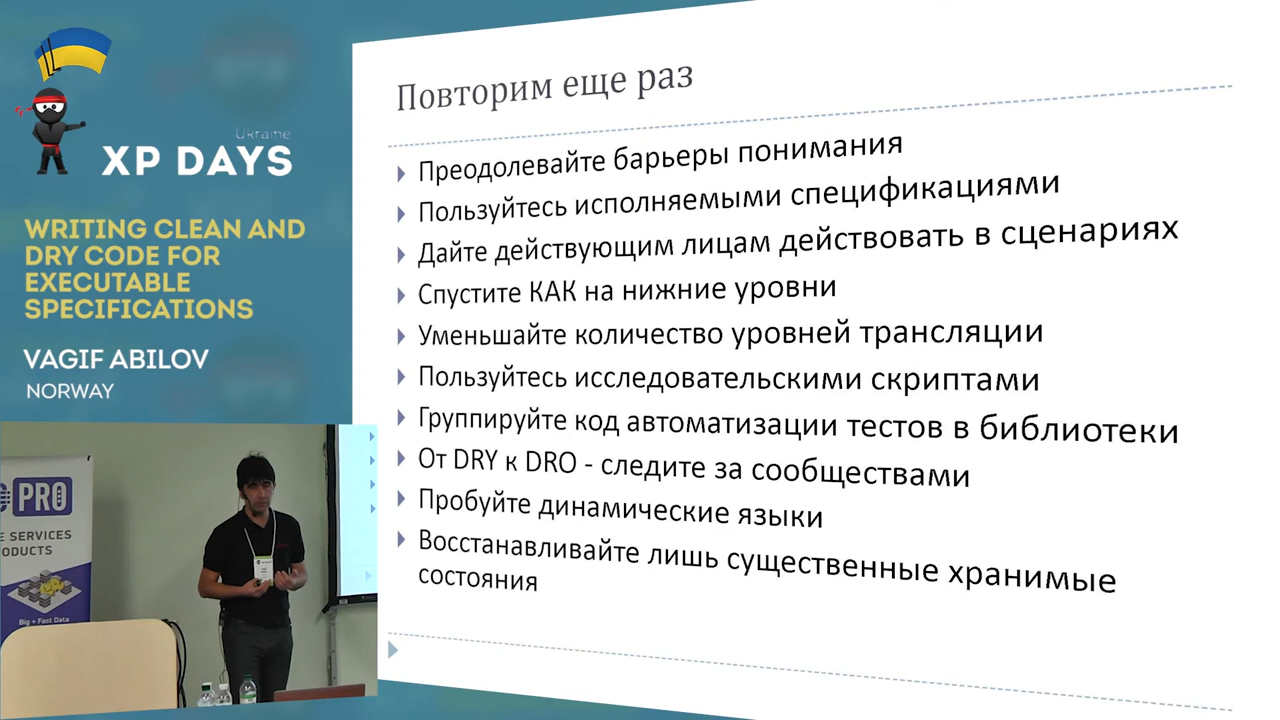 Ukraine
XP DAYS
WRITING CLEAN AND
DRY CODE FOR
EXECUTABLE
SPECIFICATIONS
VAGIF ABILOV
NORWAY
PRO
E SERVICES
ODUCTS
Big + Fast Data
Повторим еще раз
Преодолевайте барьеры понимания
Пользуйтесь исполняемыми спецификациями
Дайте действующим лицам действовать в сценариях
Спустите КАК на нижние уровни
Уменьшайте количество уровней трансляции
Пользуйтесь исследовательскими скриптами
Группируйте код автоматизации тестов в библиотеки
От DRY к DRO - следите за сообществами
Пробуйте динамические языки
Восстанавливайте лишь существенные хранимые
состояния